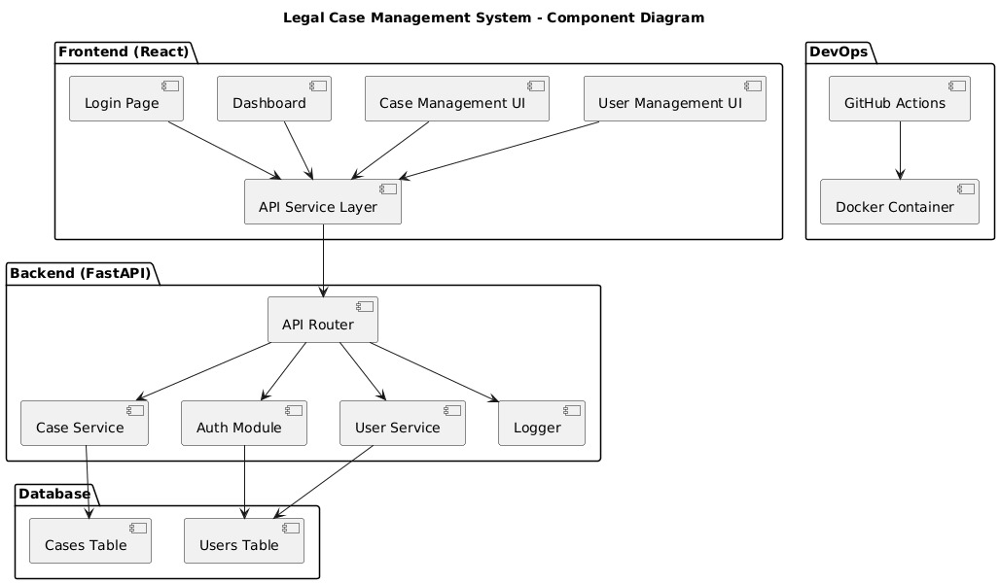 Legal Case Management System - Component Diagram
Frontend (React)
Login Page
Dashboard
Case Management UI
User Management UI
API Service Layer
DevOps
GitHub Actions
Docker Container
Backend (FastAPI)
API Router
Case Service
Auth Module
User Service
Logger
Database
Cases Table
Users Table